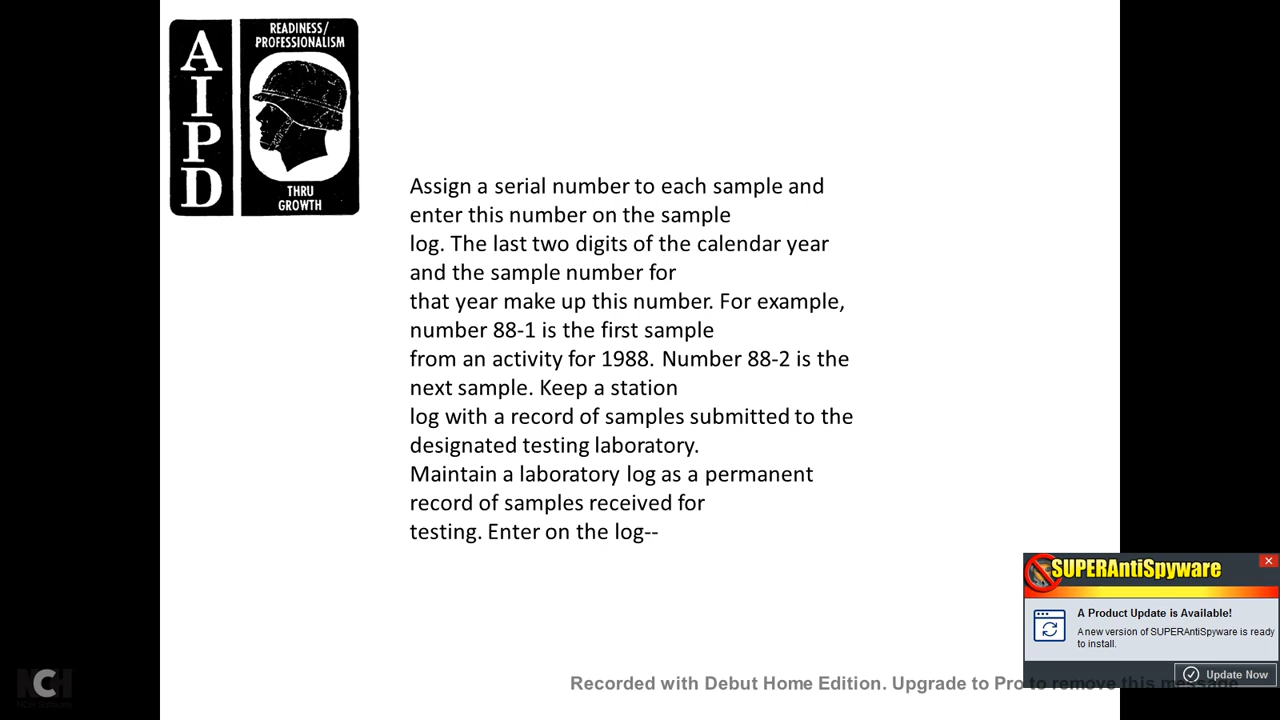 A
I
P
D
READINESS/
PROFESSIONALISM
THRU
GROWTH
Assign a serial number to each sample and
enter this number on the sample
log. The last two digits of the calendar year
and the sample number for
that year make up this number. For example,
number 88-1 is the first sample
from an activity for 1988. Number 88-2 is the
next sample. Keep a station
log with a record of samples submitted to the
designated testing laboratory.
Maintain a laboratory log as a permanent
record of samples received for
testing. Enter on the log--
SUPERAntiSpyware
A Product Update is Available!
A new version of SUPERAntiSpyware is ready
to install.
Update Now
NCH
NCH Software
Recorded with Debut Home Edition. Upgrade to Pro to remove this message